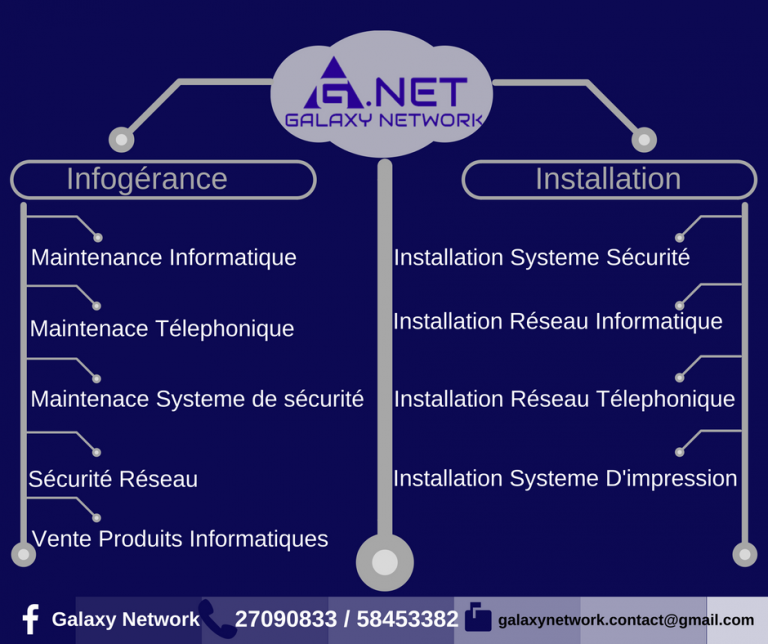 G.NET
GALAXY NETWORK
Infogérance
Maintenance Informatique
Maintenace Télephonique
Maintenace Systeme de sécurité
Sécurité Réseau
Vente Produits Informatiques
Installation
Installation Systeme Sécurité
Installation Réseau Informatique
Installation Réseau Télephonique
Installation Systeme D'impression
f Galaxy Network 27090833 / 58453382 galaxynetwork.contact@gmail.com